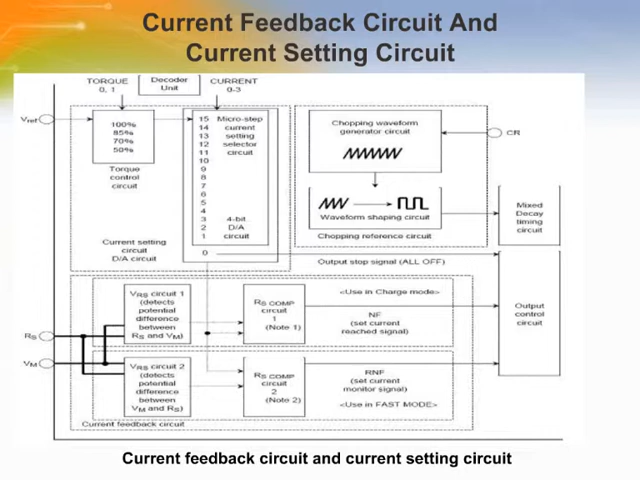 Current Feedback Circuit And
Current Setting Circuit
TORQUE
0, 1
Decoder
Unit
CURRENT
0-3
Vref
100%
85%
70%
50%
Torque
control
circuit
15
14
13
12
11
10
9
8
7
6
5
4
3
2
1
0
Micro-step
current
setting
selector
circuit
4-bit
D/A
circuit
Current setting
circuit
D/A circuit
Chopping waveform
generator circuit
CR
Waveform shaping circuit
Chopping reference circuit
Mixed
Decay
timing
circuit
Output stop signal (ALL OFF)
Output
control
circuit
RS
VM
VRS circuit 1
(detects
potential
difference
between
RS and VM)
RS COMP
circuit
1
(Note 1)
<Use in Charge mode>
NF
(set current
reached signal)
VRS circuit 2
(detects
potential
difference
between
VM and RS)
RS COMP
circuit
2
(Note 2)
RNF
(set current
monitor signal)
<Use in FAST MODE>
Current feedback circuit
Current feedback circuit and current setting circuit